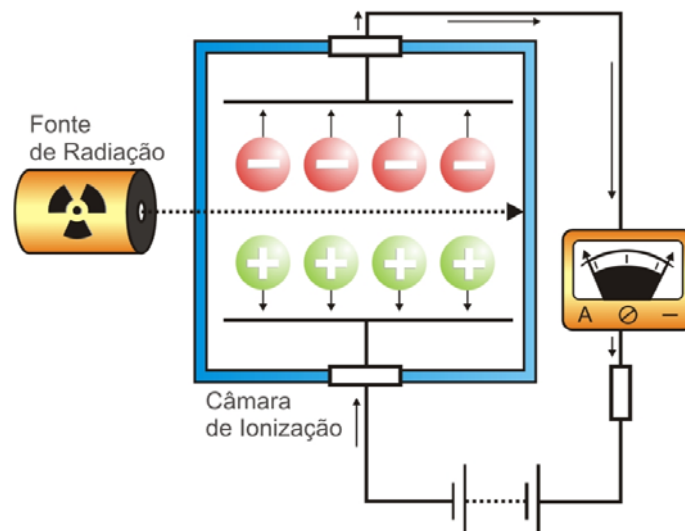 Fonte
de Radiação
A
Câmara
de Ionização